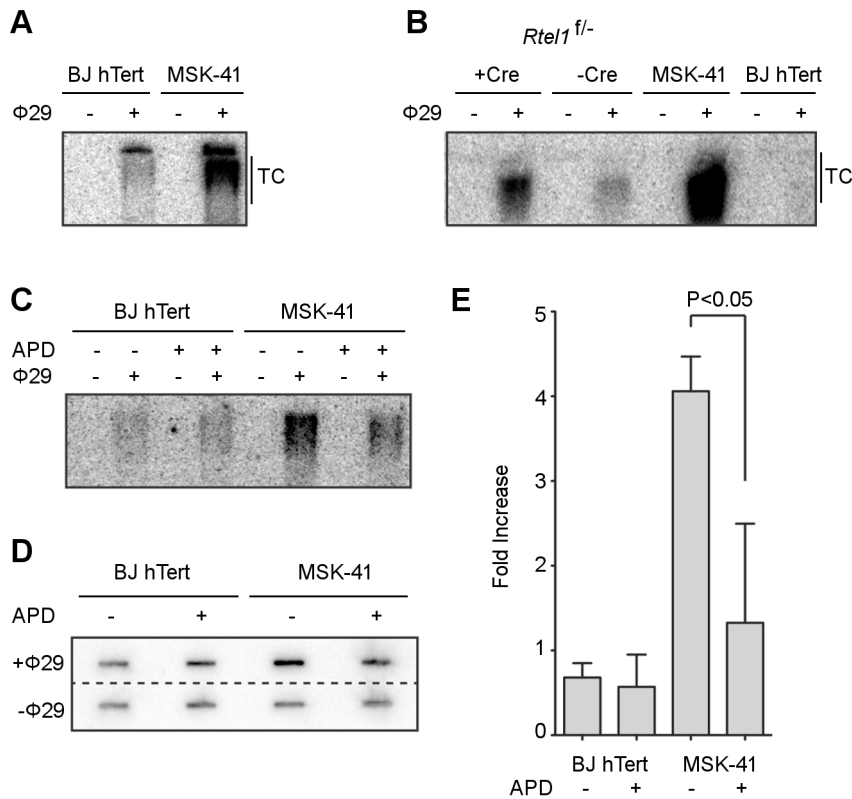 A
BJ hTert MSK-41
Φ29 - + - +
TC
B
Rtel1 f/-
+Cre -Cre MSK-41 BJ hTert
Φ29 - + - + - + - +
TC
C
BJ hTert MSK-41
APD - - + + - - + +
Φ29 - + - + - + - +
D
BJ hTert MSK-41
APD - + - +
+Φ29
-Φ29
E
P<0.05
5
4
3
2
1
0
Fold Increase
BJ hTert MSK-41
APD - + - +